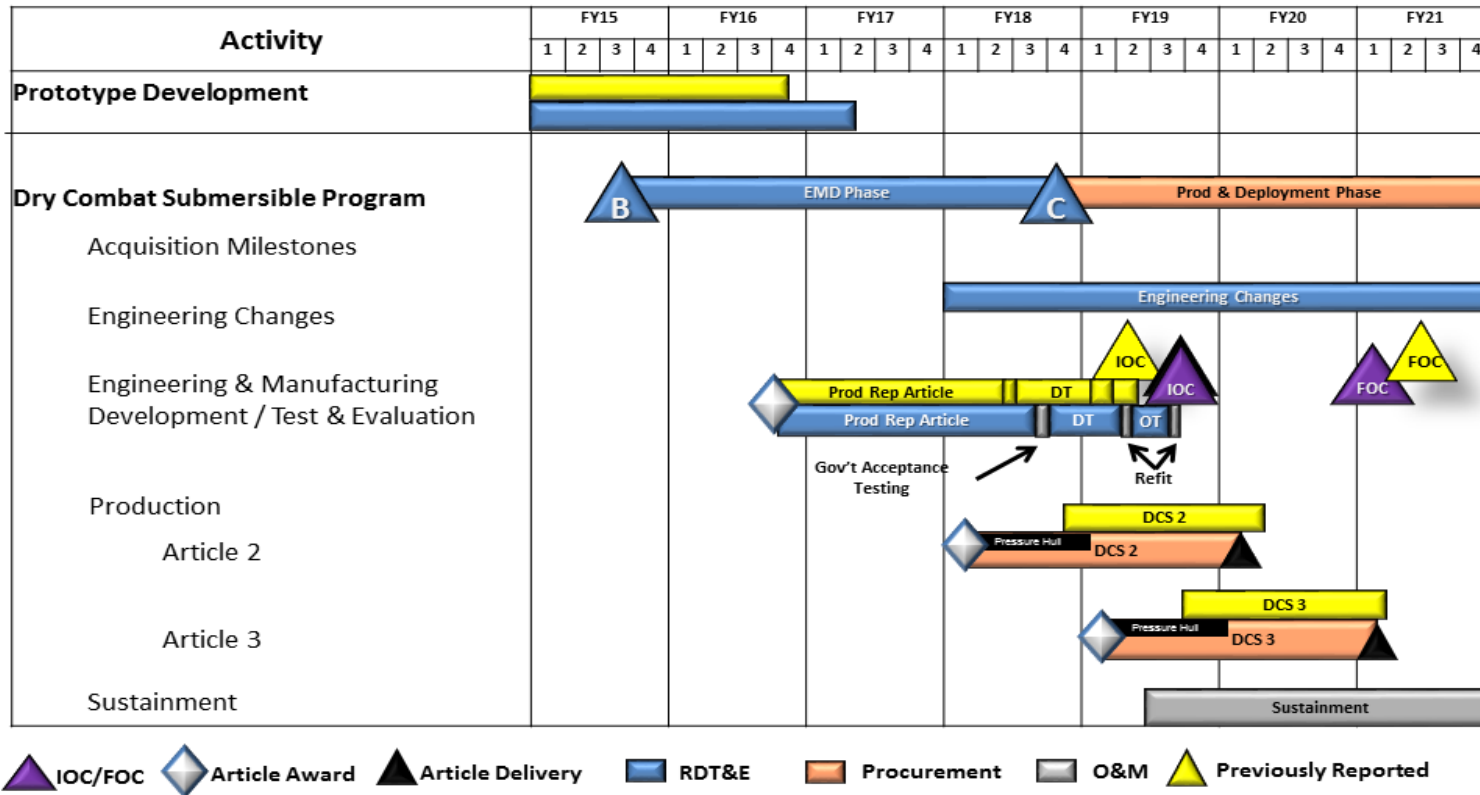 Activity
FY15 FY16 FY17 FY18 FY19 FY20 FY21
1 2 3 4 1 2 3 4 1 2 3 4 1 2 3 4 1 2 3 4 1 2 3 4 1 2 3 4
Prototype Development
Dry Combat Submersible Program
B EMD Phase C Prod & Deployment Phase
Acquisition Milestones
Engineering Changes
Engineering Changes
IOC FOC
Engineering & Manufacturing
Development / Test & Evaluation
Prod Rep Article DT IOC FOC
Prod Rep Article DT OT
Gov't Acceptance
Testing
Refit
Production
DCS 2
Article 2
Pressure Hull
DCS 2
DCS 3
Article 3
Pressure Hull
DCS 3
Sustainment
Sustainment
IOC/FOC Article Award Article Delivery RDT&E Procurement O&M Previously Reported